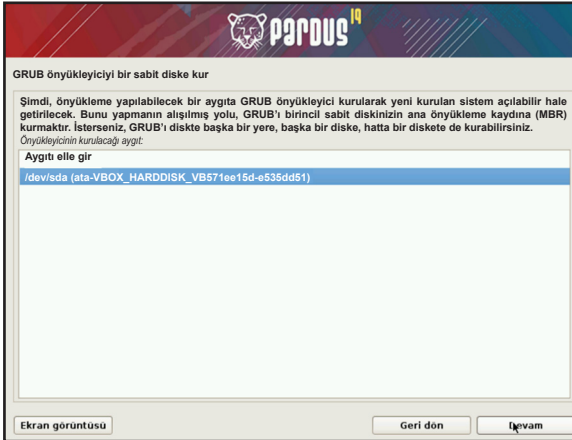 pardus 19
GRUB önyükleyiciyi bir sabit diske kur
Şimdi, önyükleme yapılabilecek bir aygıta GRUB önyükleyici kurularak yeni kurulan sistem açılabilir hale
getirilecek. Bunu yapmanın alışılmış yolu, GRUB'ı birincil sabit diskinizin ana önyükleme kaydına (MBR)
kurmaktır. İsterseniz, GRUB'ı diskte başka bir yere, başka bir diske, hatta bir diskete de kurabilirsiniz.
Önyükleyicinin kurulacağı aygıt:
Aygıtı elle gir
/dev/sda (ata-VBOX_HARDDISK_VB571ee15d-e535dd51)
Ekran görüntüsü
Geri dön
Devam